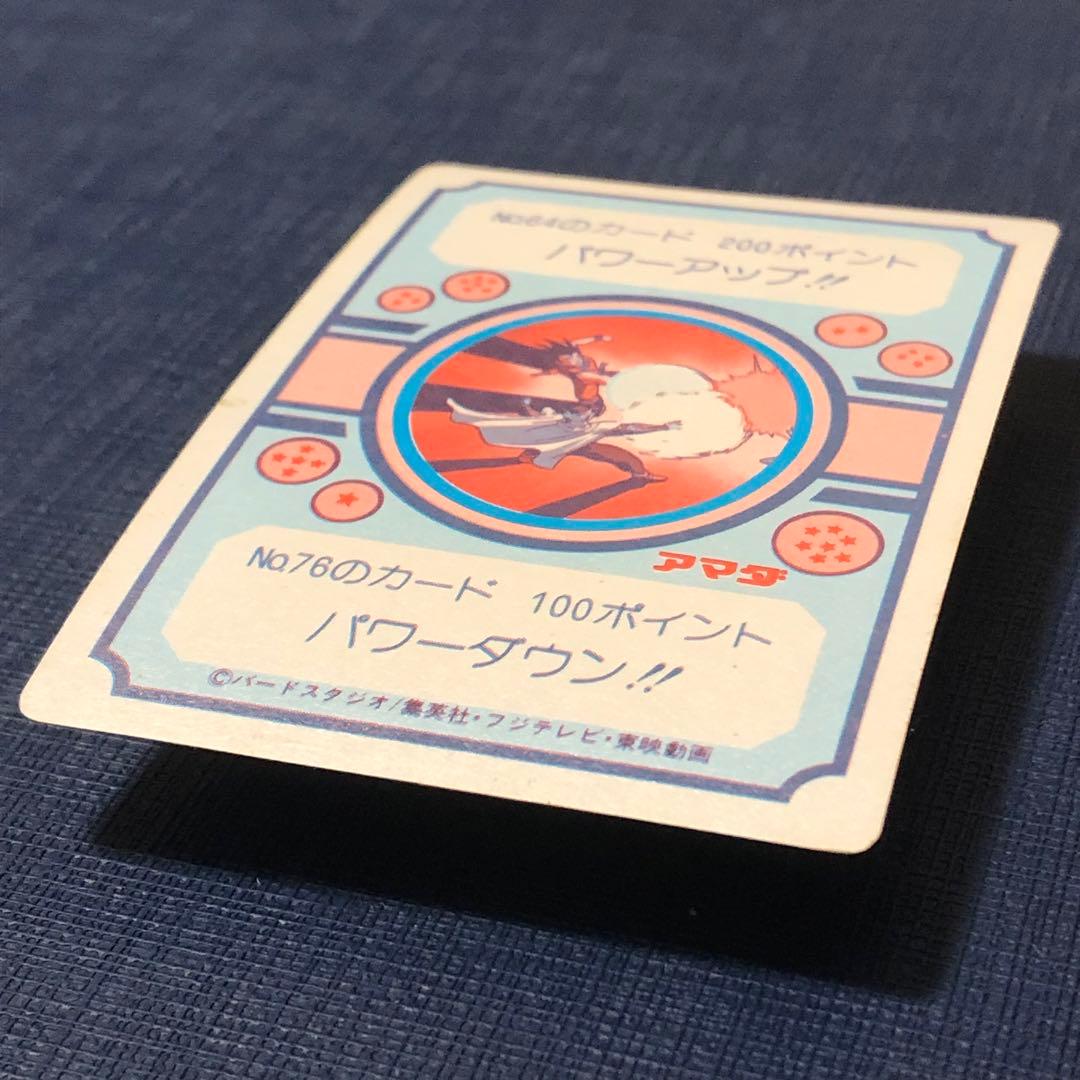 No.64のカード 200ポイント
パワーアップ!!
アマダ
No.76のカード 100ポイント
パワーダウン!!
©バードスタジオ/集英社・フジテレビ・東映動画